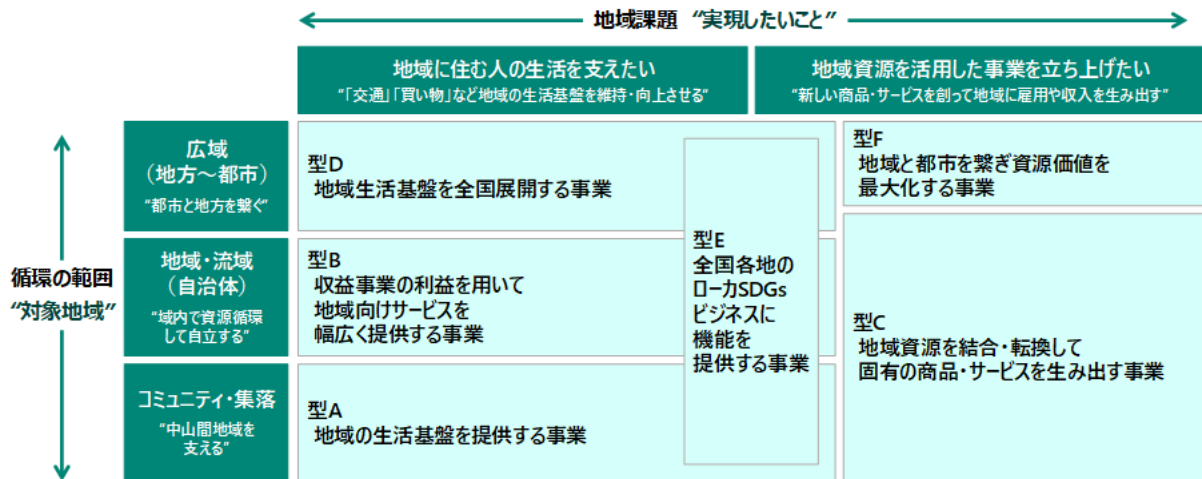 地域課題 “実現したいこと”
地域に住む人の生活を支えたい
“「交通」「買い物」など地域の生活基盤を維持・向上させる”
地域資源を活用した事業を立ち上げたい
“新しい商品・サービスを創って地域に雇用や収入を生み出す”
循環の範囲
“対象地域”
広域
（地方～都市）
“都市と地方を繋ぐ”
型D
地域生活基盤を全国展開する事業
型F
地域と都市を繋ぎ資源価値を
最大化する事業
地域・流域
（自治体）
“域内で資源循環
して自立する”
型B
収益事業の利益を用いて
地域向けサービスを
幅広く提供する事業
型E
全国各地の
ローカSDGs
ビジネスに
機能を
提供する事業
型C
地域資源を結合・転換して
固有の商品・サービスを生み出す事業
コミュニティ・集落
“中山間地域を
支える”
型A
地域の生活基盤を提供する事業